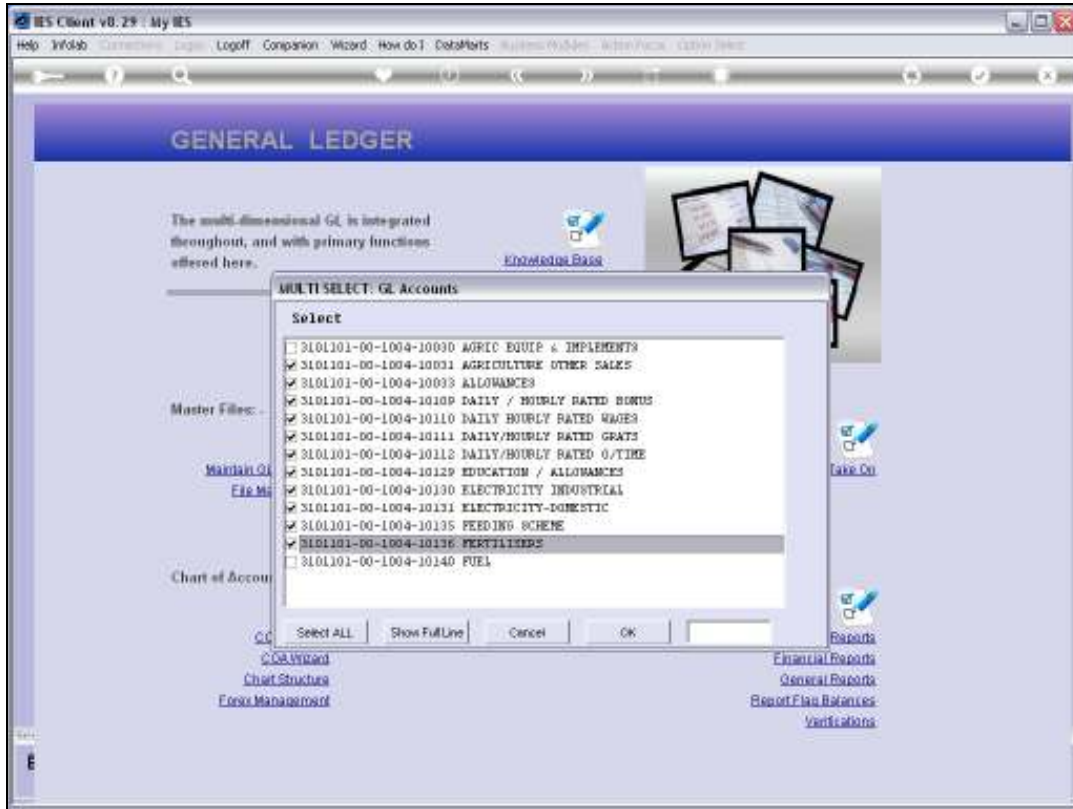 IES Client v8.29 : My IES
Help Infolab Logoff Companion Wizard How do I DataMarts
GENERAL LEDGER
The multi-dimensional GL is integrated
throughout, and with primary functions
offered here.
Knowledge Base
MULTI SELECT: GL Accounts
Select
3101101-00-1004-10030 AGRIC EQUIP & IMPLEMENTS
3101101-00-1004-10031 AGRICULTURE OTHER SALES
3101101-00-1004-10033 ALLOWANCES
3101101-00-1004-10109 DAILY / HOURLY RATED BONUS
3101101-00-1004-10110 DAILY HOURLY RATED WAGES
3101101-00-1004-10111 DAILY/HOURLY RATED GRATS
3101101-00-1004-10112 DAILY/HOURLY RATED O/TIME
3101101-00-1004-10129 EDUCATION / ALLOWANCES
3101101-00-1004-10130 ELECTRICITY INDUSTRIAL
3101101-00-1004-10131 ELECTRICITY-DOMESTIC
3101101-00-1004-10135 FEEDING SCHEME
3101101-00-1004-10136 FERTILISERS
3101101-00-1004-10140 FUEL
Select ALL Show Full Line Cancel OK
Master Files:
Maintain
File
Take On
Chart of
COA Wizard
Chart Structure
Forex Management
Reports
Financial Reports
General Reports
Report Flag Balances
Verifications